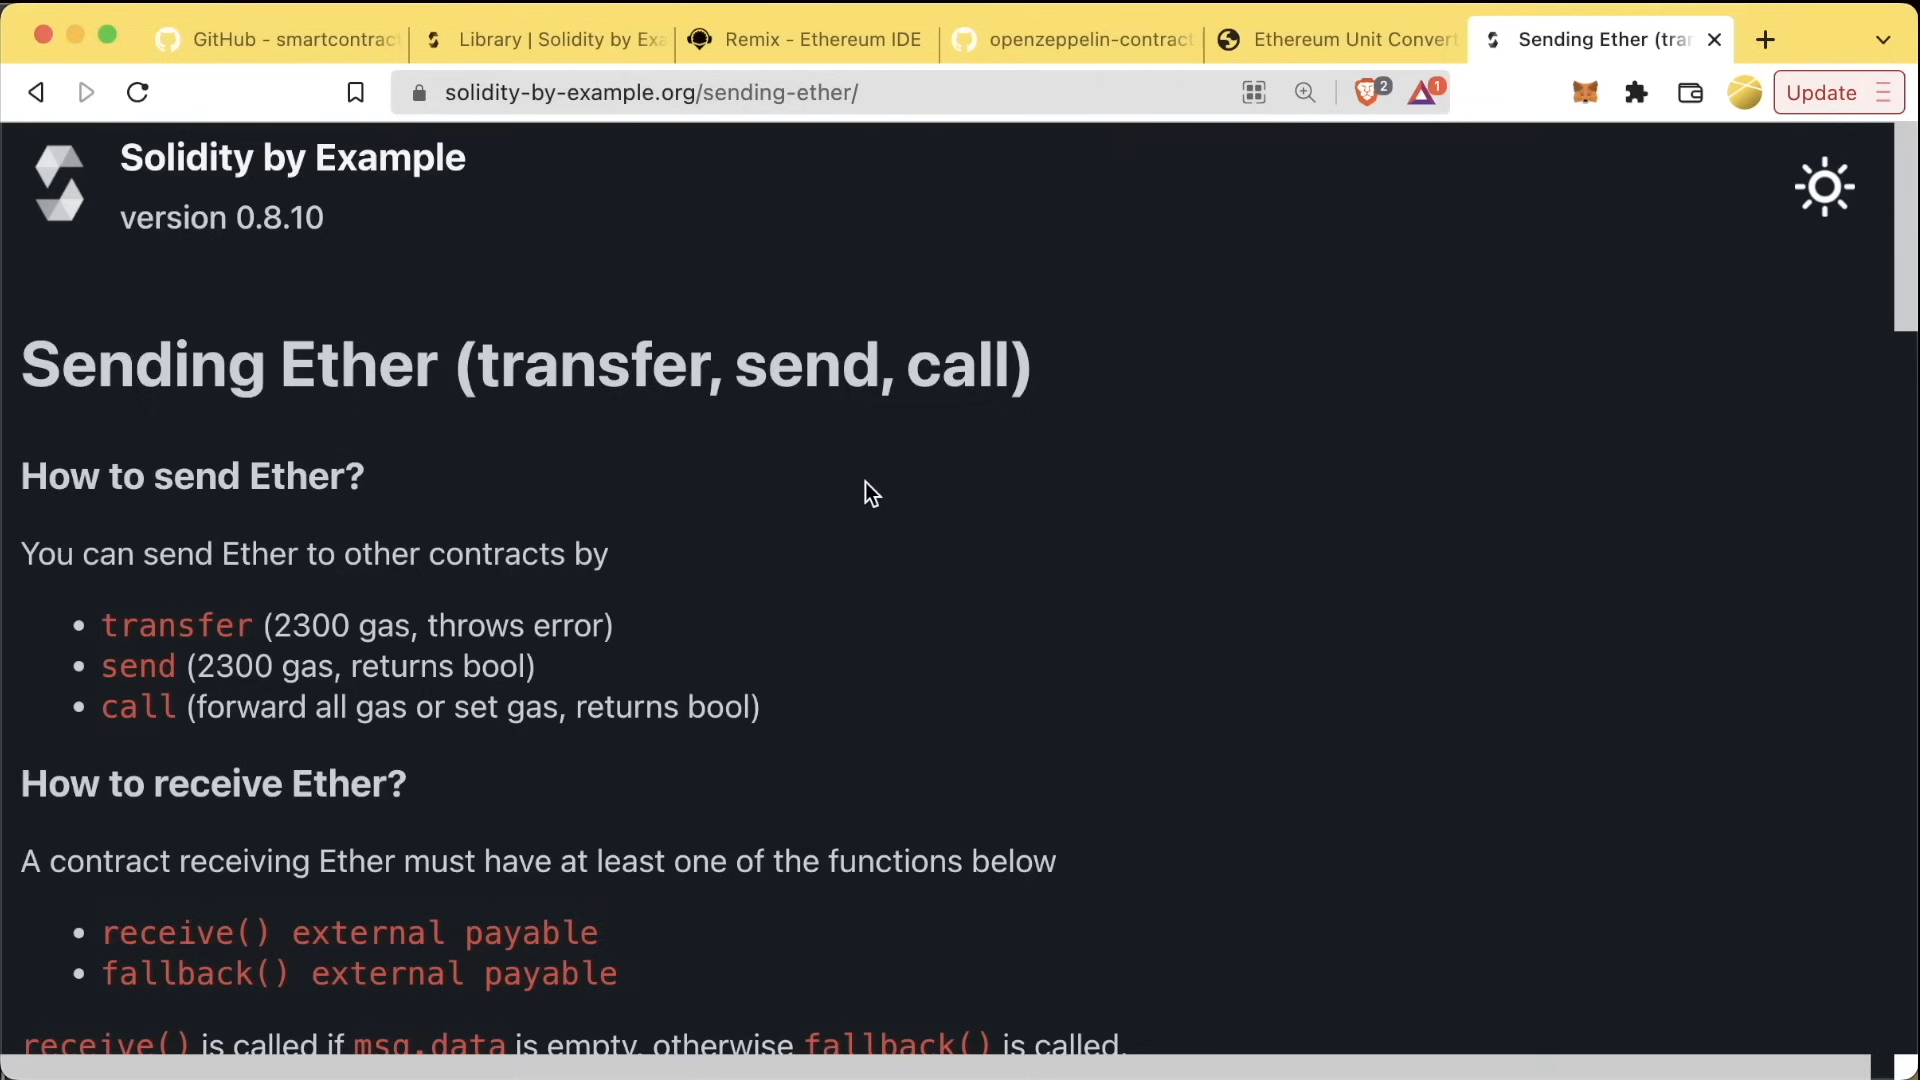 GitHub - smartcontrac
Library | Solidity by Exa
Remix - Ethereum IDE
openzeppelin-contract
Ethereum Unit Convert
Sending Ether (tran
solidity-by-example.org/sending-ether/
2
1
Update
Solidity by Example
version 0.8.10
Sending Ether (transfer, send, call)
How to send Ether?
You can send Ether to other contracts by
• transfer (2300 gas, throws error)
• send (2300 gas, returns bool)
• call (forward all gas or set gas, returns bool)
How to receive Ether?
A contract receiving Ether must have at least one of the functions below
• receive() external payable
• fallback() external payable
receive() is called if msg.data is empty, otherwise fallback() is called.